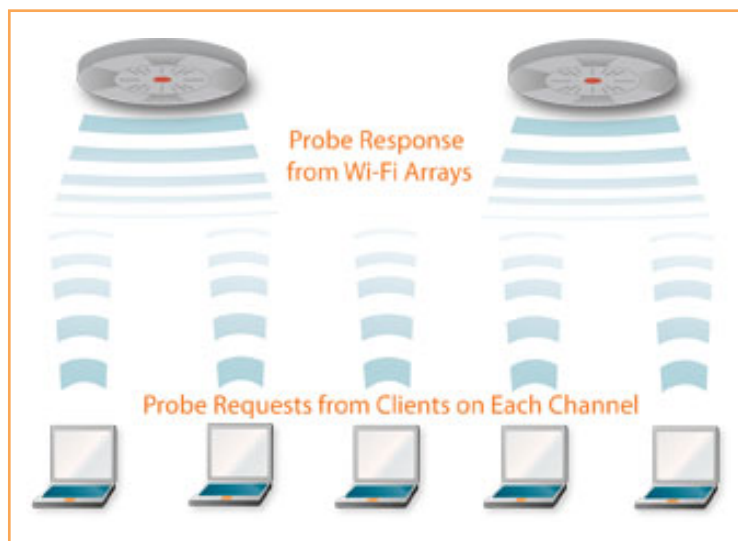 Probe Response
from Wi-Fi Arrays
Probe Requests from Clients on Each Channel